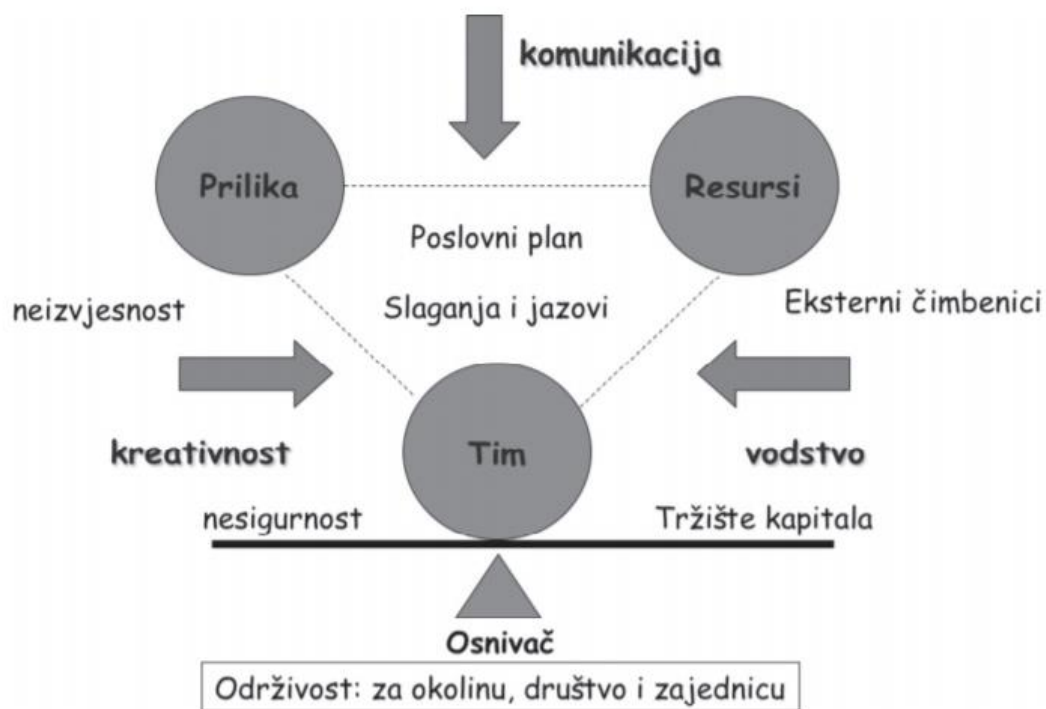 komunikacija
Prilika
Resursi
Poslovni plan
neizvjesnost
Slaganja i jazovi
Eksterni čimbenici
kreativnost
Tim
vodstvo
nesigurnost
Tržište kapitala
Osnivač
Održivost: za okolinu, društvo i zajednicu